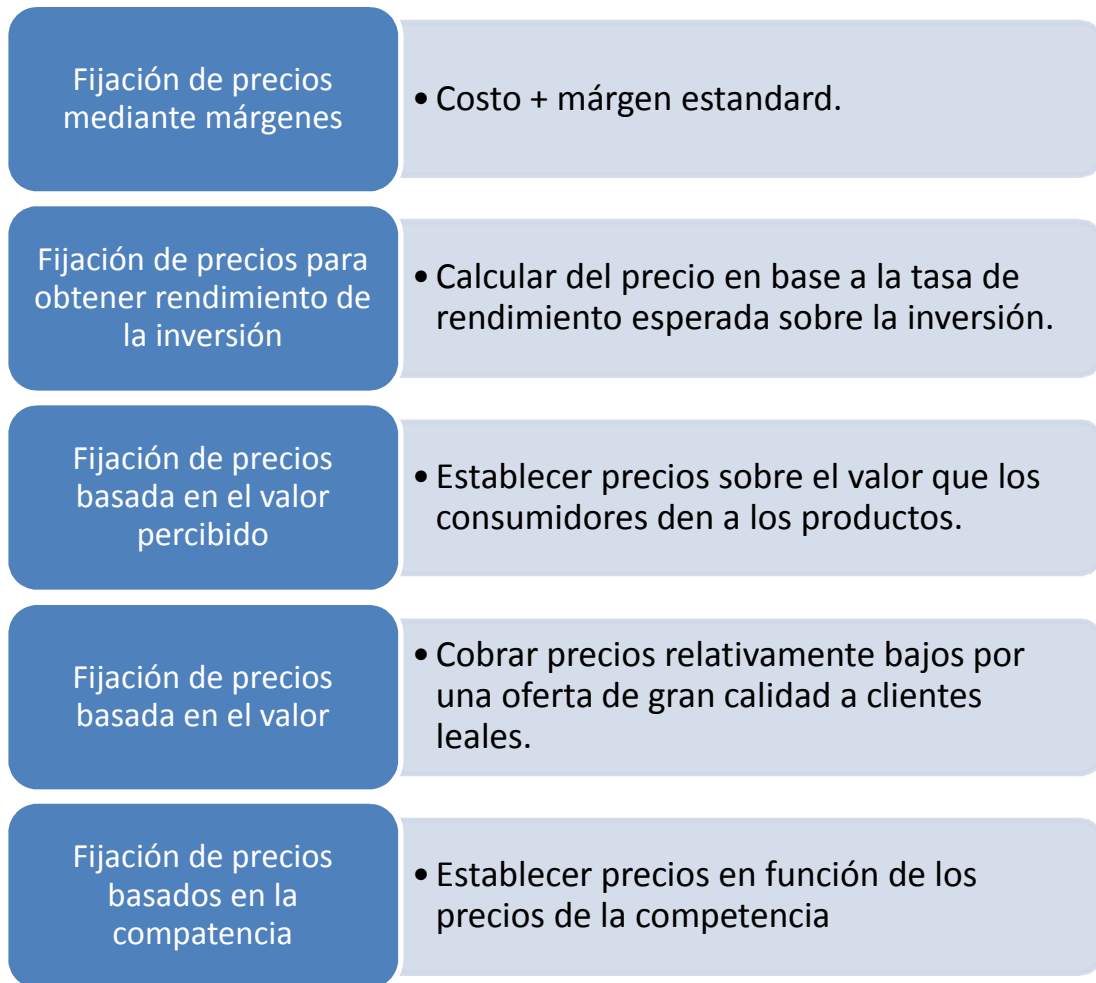 Fijación de precios
mediante márgenes
• Costo + márgen estandard.
Fijación de precios para
obtener rendimiento de
la inversión
• Calcular del precio en base a la tasa de
rendimiento esperada sobre la inversión.
Fijación de precios
basada en el valor
percibido
• Establecer precios sobre el valor que los
consumidores den a los productos.
Fijación de precios
basada en el valor
• Cobrar precios relativamente bajos por
una oferta de gran calidad a clientes
leales.
Fijación de precios
basados en la
compatencia
• Establecer precios en función de los
precios de la competencia